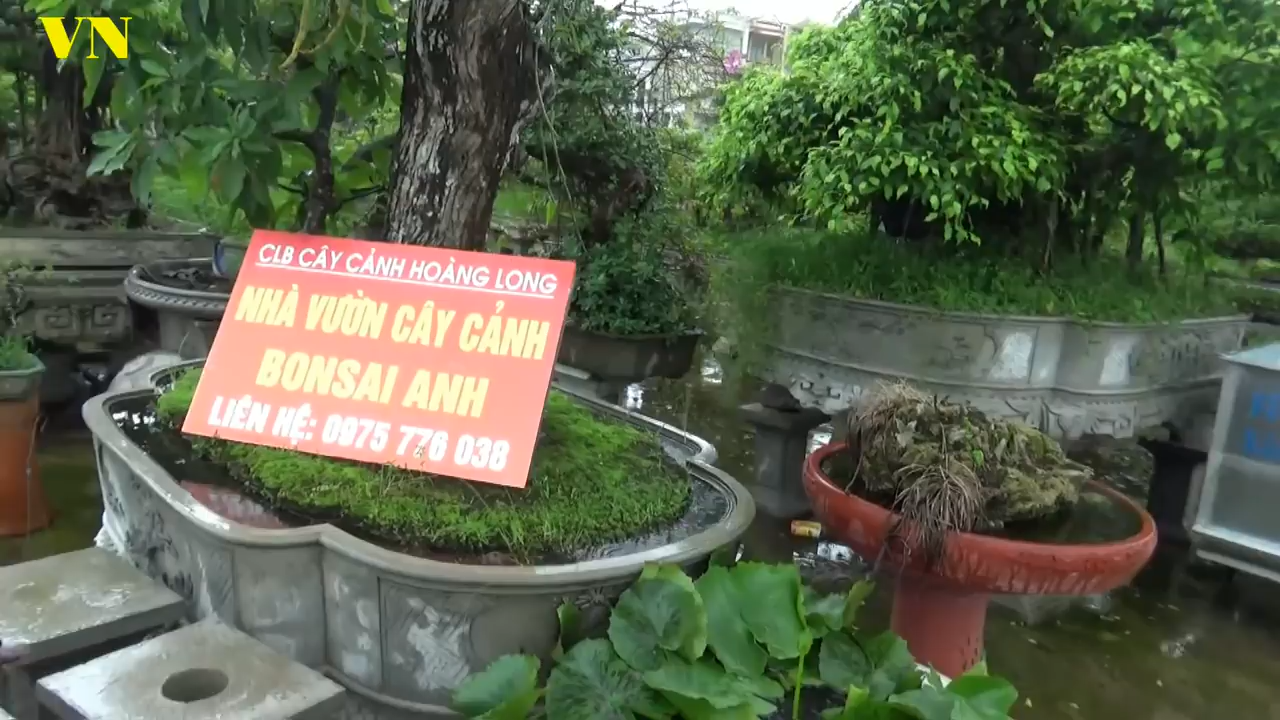 VN
CLB CÂY CẢNH HOÀNG LONG
NHÀ VƯỜN CÂY CẢNH
BONSAI ANH
LIÊN HỆ: 0975 776 038